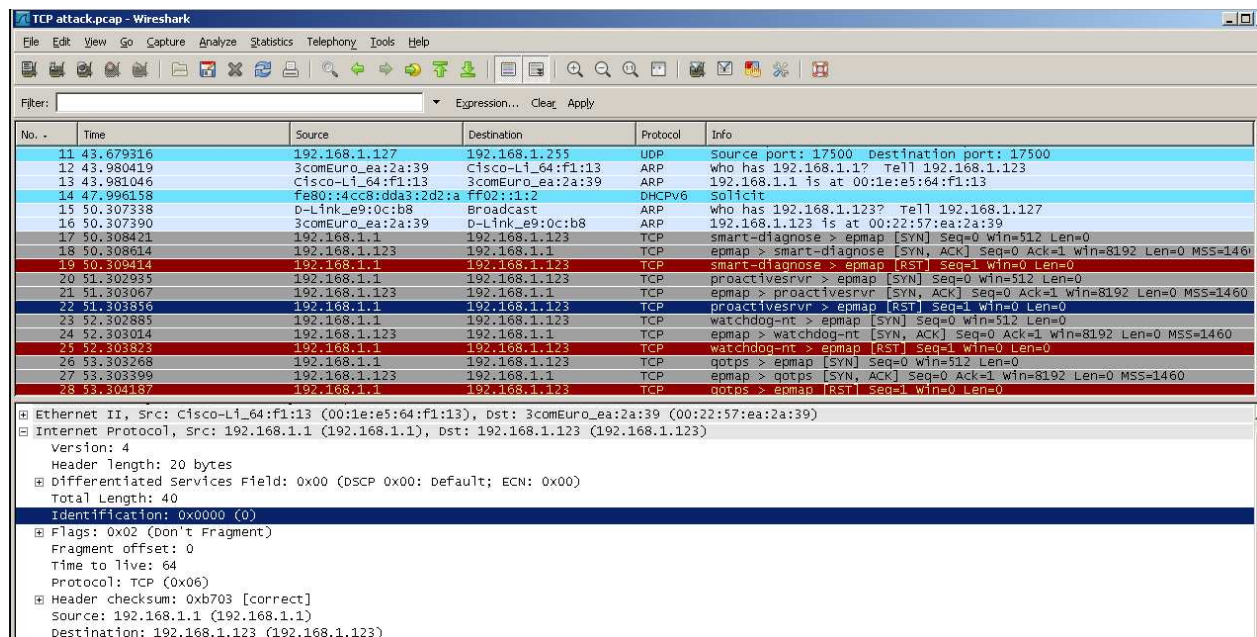 TCP attack.pcap - Wireshark
File Edit View Go Capture Analyze Statistics Telephony Tools Help
Filter: Expression... Clear Apply
No. - Time Source Destination Protocol Info
11 43.679316 192.168.1.127 192.168.1.255 UDP Source port: 17500 Destination port: 17500
12 43.980419 3comEuro_ea:2a:39 Cisco-Li_64:f1:13 ARP who has 192.168.1.1? Tell 192.168.1.123
13 43.981046 Cisco-Li_64:f1:13 3comEuro_ea:2a:39 ARP 192.168.1.1 is at 00:1e:e5:64:f1:13
14 47.996158 fe80::4cc8:dda3:2d2:a ff02::1:2 DHCPv6 Solicit
15 50.307338 D-Link_e9:0c:b8 Broadcast ARP who has 192.168.1.123? Tell 192.168.1.127
16 50.307390 3comEuro_ea:2a:39 D-Link_e9:0c:b8 ARP 192.168.1.123 is at 00:22:57:ea:2a:39
17 50.308421 192.168.1.1 192.168.1.123 TCP smart-diagnose > epmap [SYN] Seq=0 Win=512 Len=0
18 50.308614 192.168.1.123 192.168.1.1 TCP epmap > smart-diagnose [SYN, ACK] Seq=0 Ack=1 Win=8192 Len=0 MSS=146
19 50.309414 192.168.1.1 192.168.1.123 TCP smart-diagnose > epmap [RST] Seq=1 Win=0 Len=0
20 51.302935 192.168.1.1 192.168.1.123 TCP proactivesrvr > epmap [SYN] Seq=0 Win=512 Len=0
21 51.303067 192.168.1.123 192.168.1.1 TCP epmap > proactivesrvr [SYN, ACK] Seq=0 Ack=1 Win=8192 Len=0 MSS=1460
22 51.303856 192.168.1.1 192.168.1.123 TCP proactivesrvr > epmap [RST] Seq=1 Win=0 Len=0
23 52.302885 192.168.1.1 192.168.1.123 TCP watchdog-nt > epmap [SYN] Seq=0 Win=512 Len=0
24 52.303014 192.168.1.123 192.168.1.1 TCP epmap > watchdog-nt [SYN, ACK] Seq=0 Ack=1 Win=8192 Len=0 MSS=1460
25 52.303823 192.168.1.1 192.168.1.123 TCP watchdog-nt > epmap [RST] Seq=1 Win=0 Len=0
26 53.303268 192.168.1.1 192.168.1.123 TCP qotps > epmap [SYN] Seq=0 Win=512 Len=0
27 53.303399 192.168.1.123 192.168.1.1 TCP epmap > qotps [SYN, ACK] Seq=0 Ack=1 Win=8192 Len=0 MSS=1460
28 53.304187 192.168.1.1 192.168.1.123 TCP qotps > epmap [RST] Seq=1 Win=0 Len=0
Ethernet II, Src: Cisco-Li_64:f1:13 (00:1e:e5:64:f1:13), Dst: 3comEuro_ea:2a:39 (00:22:57:ea:2a:39)
Internet Protocol, Src: 192.168.1.1 (192.168.1.1), Dst: 192.168.1.123 (192.168.1.123)
Version: 4
Header length: 20 bytes
Differentiated Services Field: 0x00 (DSCP 0x00: Default; ECN: 0x00)
Total Length: 40
Identification: 0x0000 (0)
Flags: 0x02 (Don't Fragment)
Fragment offset: 0
Time to live: 64
Protocol: TCP (0x06)
Header checksum: 0xb703 [correct]
Source: 192.168.1.1 (192.168.1.1)
Destination: 192.168.1.123 (192.168.1.123)